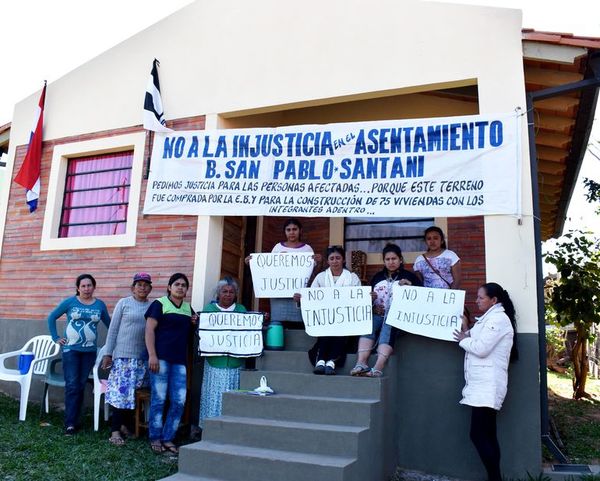 NO A LA INJUSTICIA EN EL ASENTAMIENTO
B. SAN PABLO-SANTANI
PEDIMOS JUSTICIA PARA LAS PERSONAS AFECTADAS... PORQUE ESTE TERRENO
FUE COMPRADA POR LA E.B.Y PARA LA CONSTRUCCION DE 75 VIVIENDAS CON LOS
INTEGRANTES ADENTRO...
QUEREMOS
JUSTICIA
NO A LA
INJUSTICIA
NO A LA
INJUSTICIA
QUEREMOS
JUSTICIA